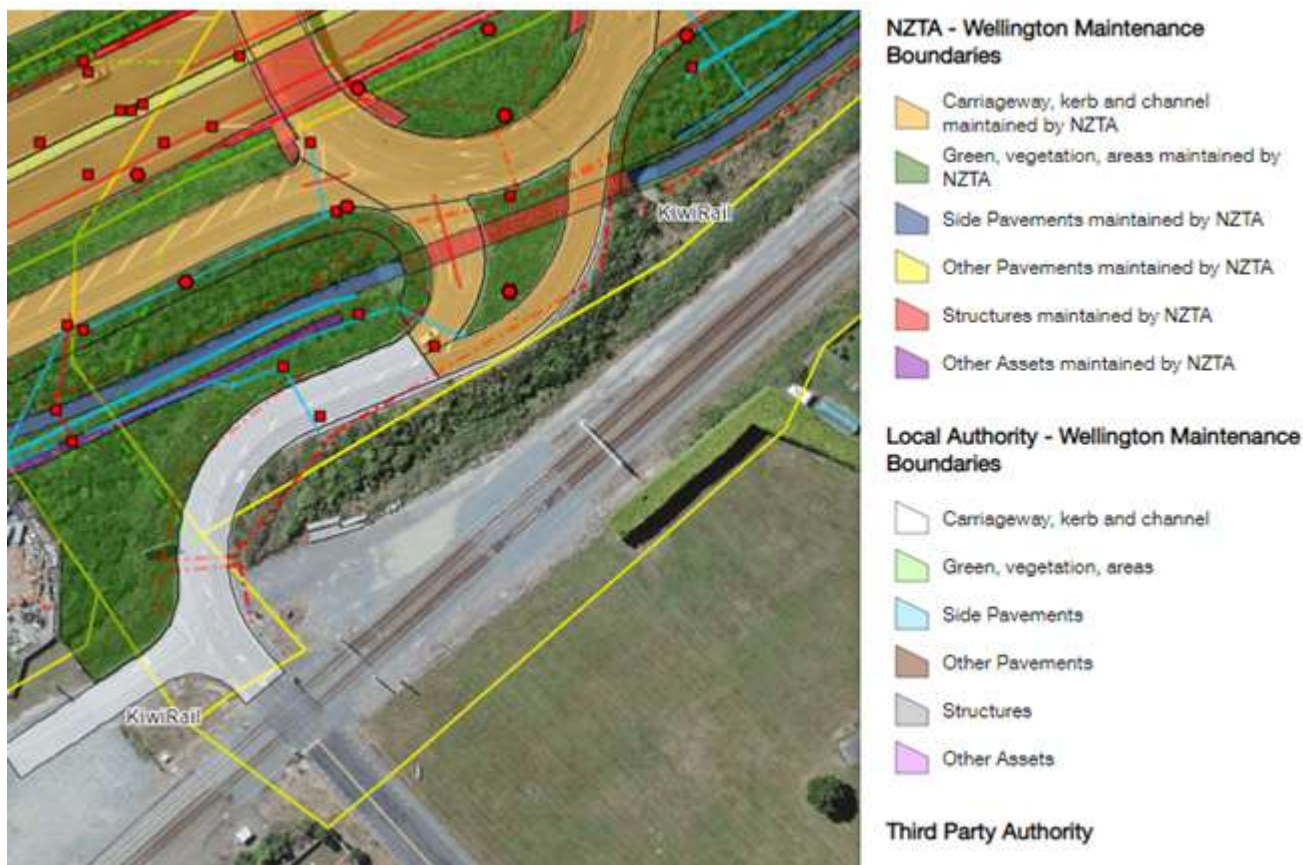 NZTA - Wellington Maintenance
Boundaries
Carriageway, kerb and channel
maintained by NZTA
Green, vegetation, areas maintained by
NZTA
Side Pavements maintained by NZTA
Other Pavements maintained by NZTA
Structures maintained by NZTA
Other Assets maintained by NZTA
Local Authority - Wellington Maintenance
Boundaries
Carriageway, kerb and channel
Green, vegetation, areas
Side Pavements
Other Pavements
Structures
Other Assets
Third Party Authority
KiwiRail
KiwiRail